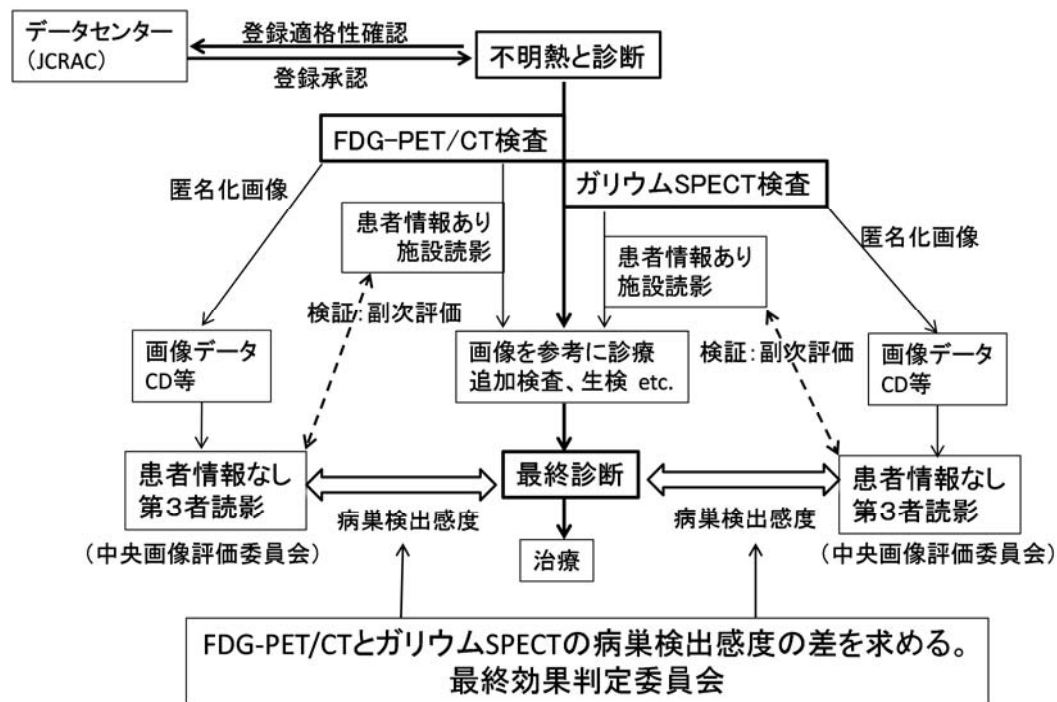 データセンター
（JCRAC）
登録適格性確認
登録承認
不明熱と診断
FDG-PET/CT検査
ガリウムSPECT検査
匿名化画像
匿名化画像
患者情報あり
施設読影
患者情報あり
施設読影
検証：副次評価
検証：副次評価
画像データ
CD等
画像を参考に診療
追加検査、生検 etc.
画像データ
CD等
患者情報なし
第３者読影
（中央画像評価委員会）
最終診断
患者情報なし
第３者読影
（中央画像評価委員会）
病巣検出感度
病巣検出感度
治療
FDG-PET/CTとガリウムSPECTの病巣検出感度の差を求める。
最終効果判定委員会